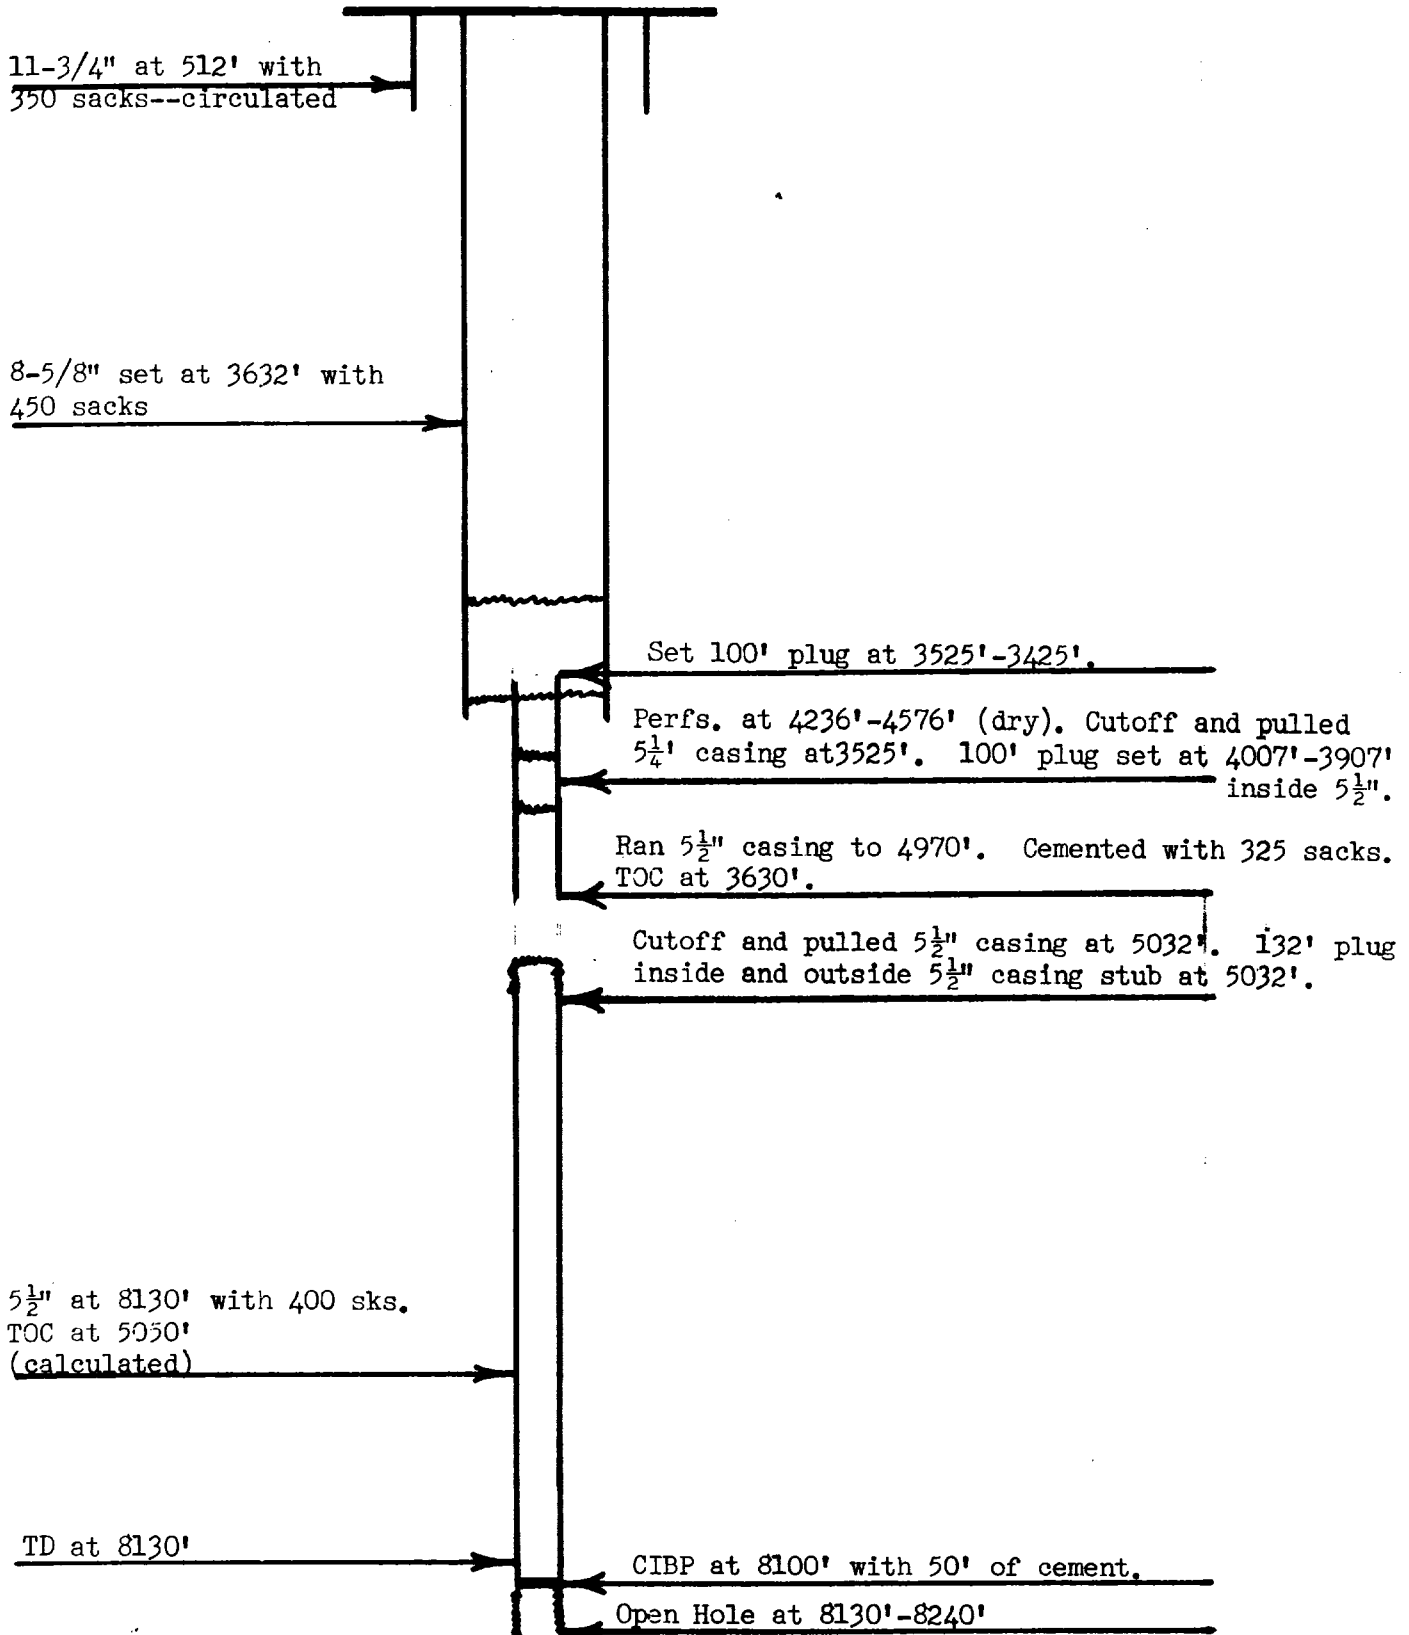 11-3/4" at 512' with
350 sacks--circulated
8-5/8" set at 3632' with
450 sacks
Set 100' plug at 3525'-3425'.
Perfs. at 4236'-4576' (dry). Cutoff and pulled
5¼' casing at3525'. 100' plug set at 4007'-3907'
inside 5½".
Ran 5½" casing to 4970'. Cemented with 325 sacks.
TOC at 3630'.
Cutoff and pulled 5½" casing at 5032'. 132' plug
inside and outside 5½" casing stub at 5032'.
5½" at 8130' with 400 sks.
TOC at 5050'
(calculated)
TD at 8130'
CIBP at 8100' with 50' of cement.
Open Hole at 8130'-8240'